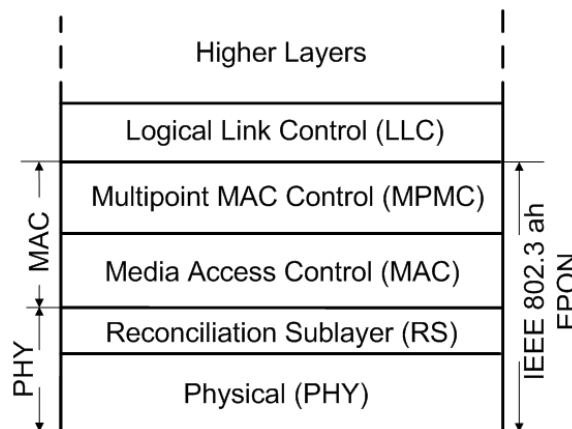 Higher Layers
Logical Link Control (LLC)
Multipoint MAC Control (MPMC)
Media Access Control (MAC)
Reconciliation Sublayer (RS)
Physical (PHY)
MAC
PHY
IEEE 802.3 ah
EPON